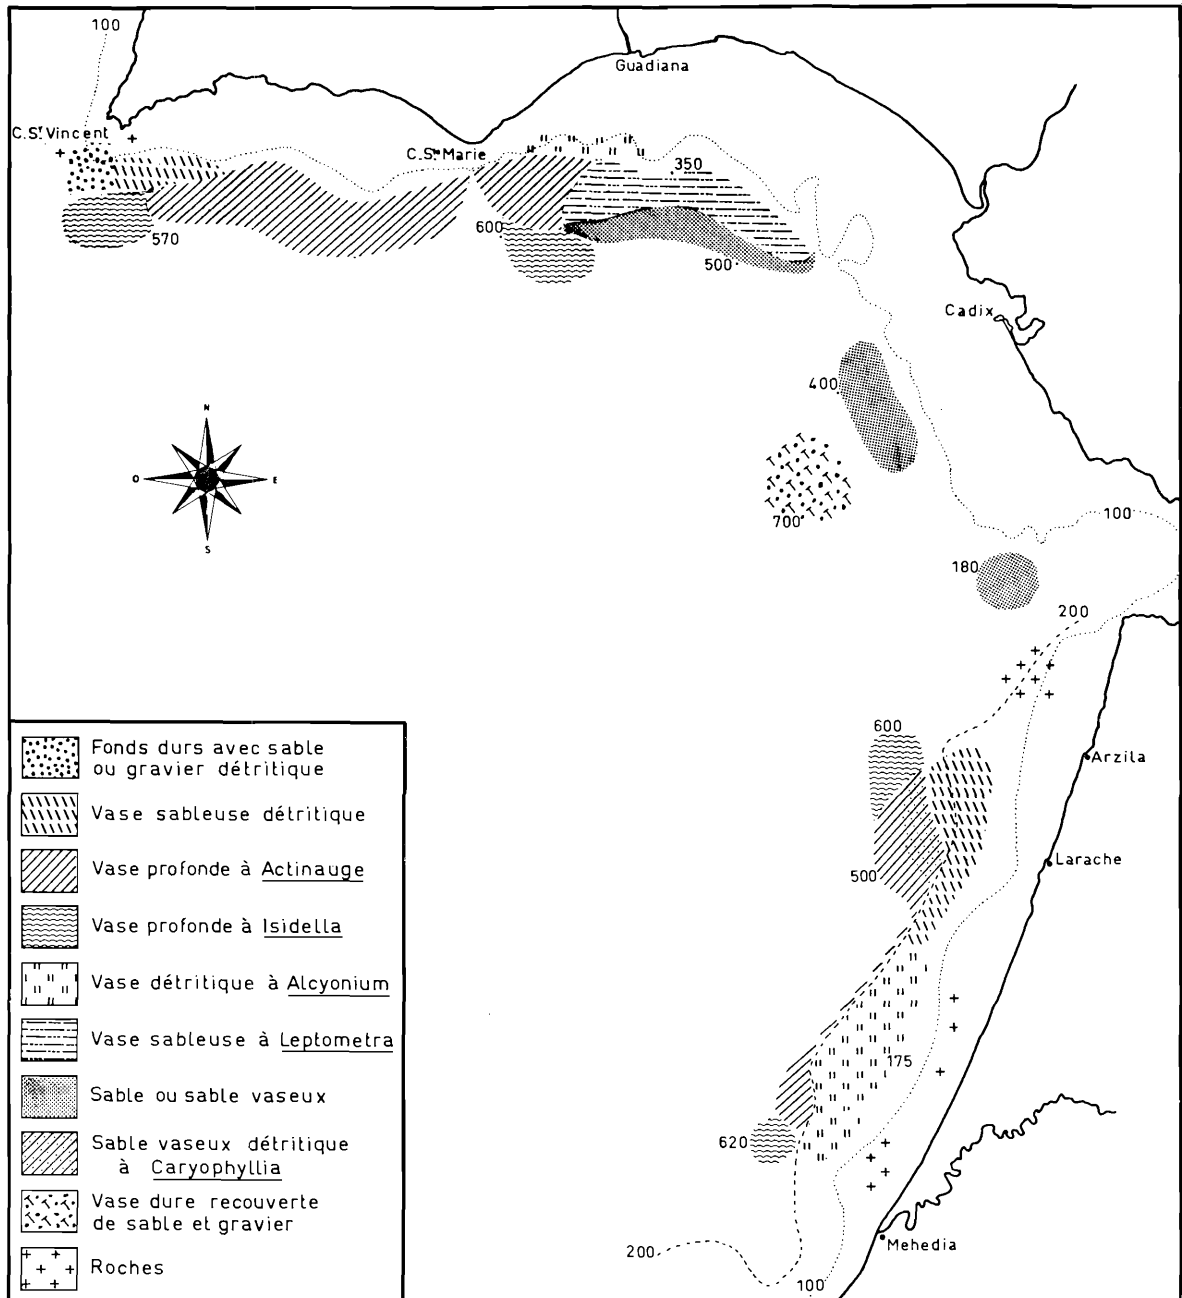 100
Guadiana
C.St Vincent
C.Ste Marie
350
570
600
500
Cadix
400
N
O
E
S
700
100
180
200
600
Arzila
Larache
500
175
620
Mehedia
200
100
Fonds durs avec sable
ou gravier détritique
Vase sableuse détritique
Vase profonde à Actinauge
Vase profonde à Isidella
Vase détritique à Alcyonium
Vase sableuse à Leptometra
Sable ou sable vaseux
Sable vaseux détritique
à Caryophyllia
Vase dure recouverte
de sable et gravier
Roches